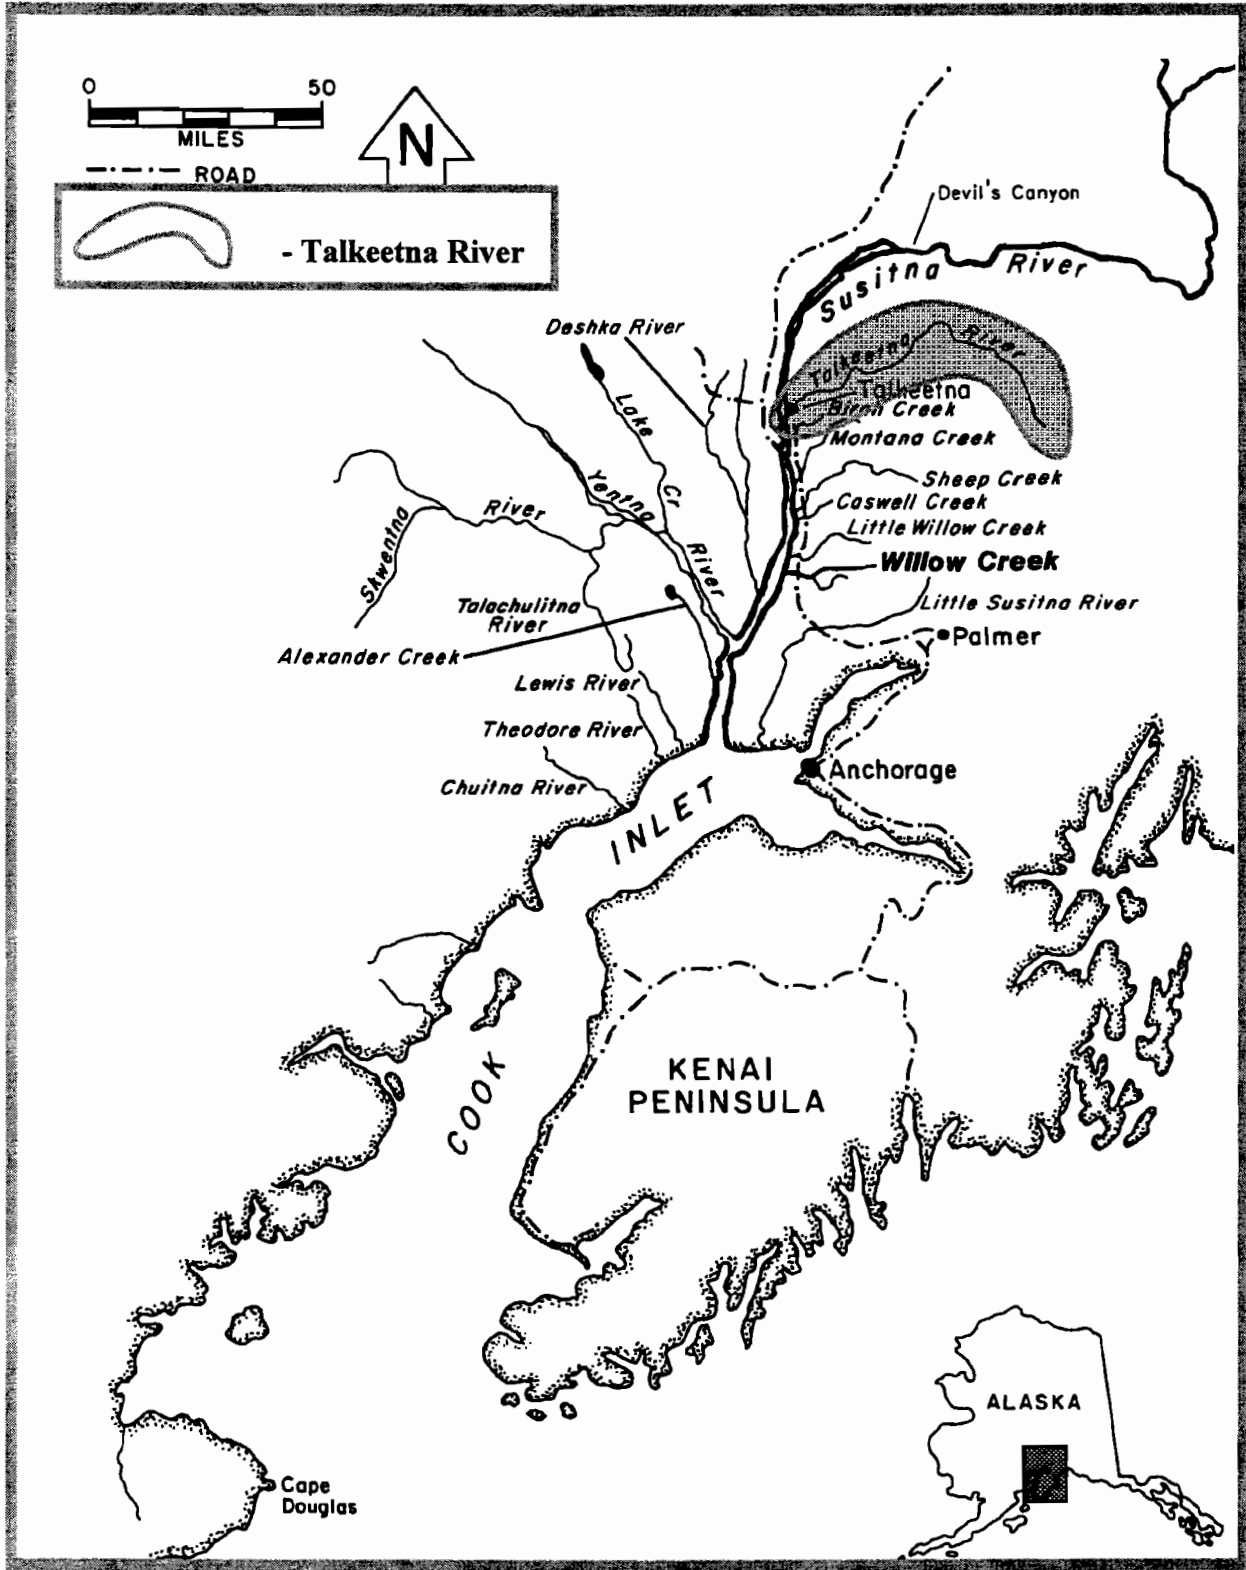 0 50
MILES
ROAD
N
- Talkeetna River
Devil's Canyon
Susitna River
Deshka River
Talkeetna River
Talkeetna
Birch Creek
Montana Creek
Lake Cr
Yentna River
Sheep Creek
Caswell Creek
Skwentna River
Little Willow Creek
Willow Creek
Talachulitna
River
Little Susitna River
Palmer
Alexander Creek
Lewis River
Theodore River
Anchorage
Chuitna River
COOK INLET
KENAI
PENINSULA
ALASKA
Cape
Douglas